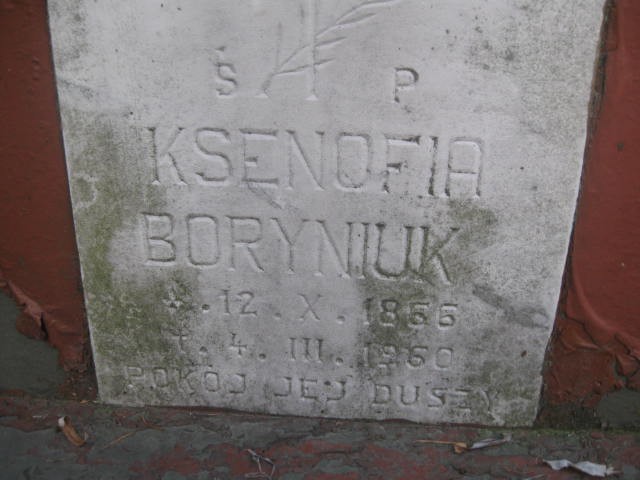 Ś P
KSENOFIA
BORYNIUK
*. 12. X. 1866
†. 4. III. 1960
POKÓJ JEJ DUSZY